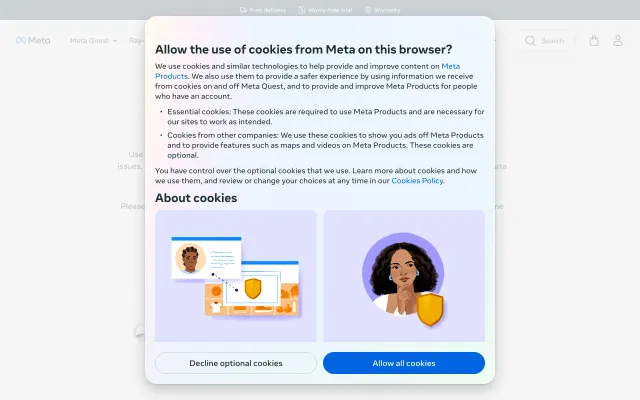 Free delivery Worry-free trial Warranty
Meta Meta Quest Ray- Search
Allow the use of cookies from Meta on this browser?
We use cookies and similar technologies to help provide and improve content on Meta
Products. We also use them to provide a safer experience by using information we receive
from cookies on and off Meta Quest, and to provide and improve Meta Products for people
who have an account.
• Essential cookies: These cookies are required to use Meta Products and are necessary for
our sites to work as intended.
• Cookies from other companies: We use these cookies to show you ads off Meta Products
and to provide features such as maps and videos on Meta Products. These cookies are
optional.
You have control over the optional cookies that we use. Learn more about cookies and how
we use them, and review or change your choices at any time in our Cookies Policy.
About cookies
Use
issues,
Please
Decline optional cookies
Allow all cookies